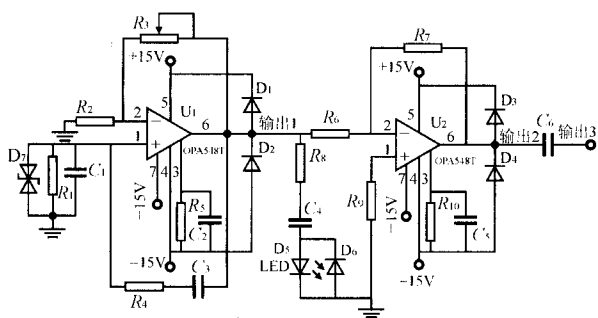 R3
R7
+15V
+15V
D1
D3
5
U1
5
U2
C6
R2
2
6
输出1
R6
2
6
输出2
输出3
1
OPA548T
D2
1
OPA548T
D4
D7
R1
C1
7
4
3
R8
R9
7
4
3
-15V
R5
C2
C4
-15V
R10
C5
-15V
C3
R4
D5
D6
LED
-15V